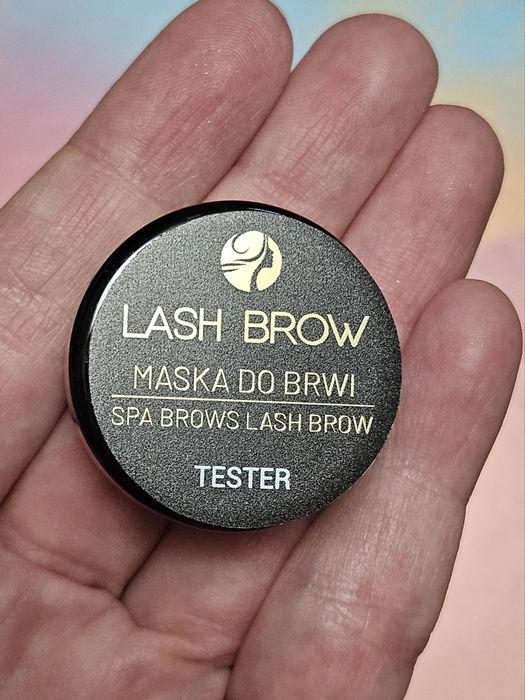 LASH BROW
MASKA DO BRWI
SPA BROWS LASH BROW
TESTER